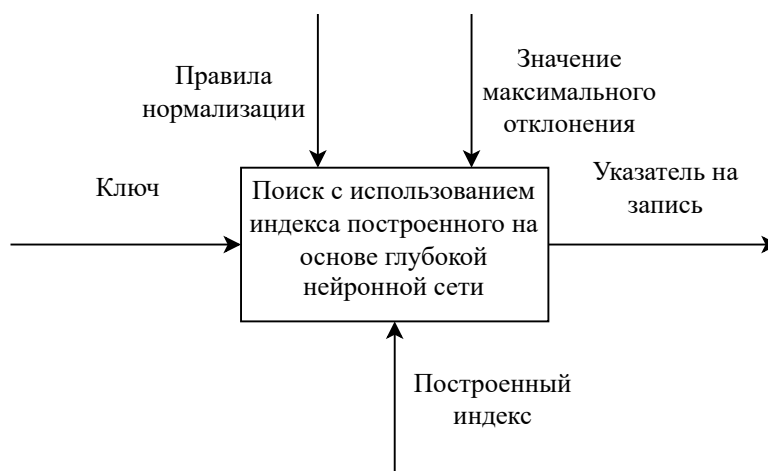 Правила
нормализации
Значение
максимального
отклонения
Ключ
Поиск с использованием
индекса построенного на
основе глубокой
нейронной сети
Указатель на
запись
Построенный
индекс